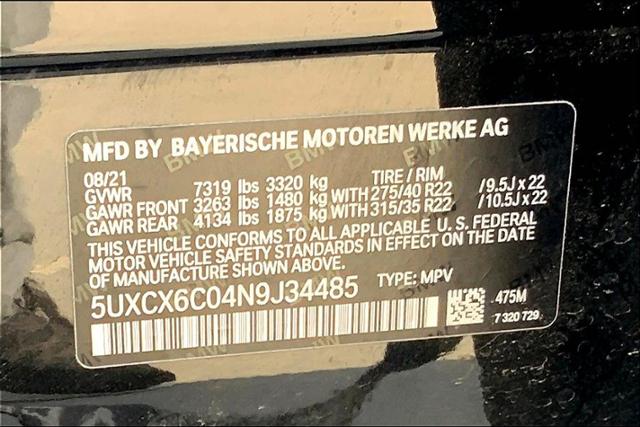 MFD BY BAYERISCHE MOTOREN WERKE AG
08/21 TIRE / RIM
GVWR 7319 lbs 3320 kg
GAWR FRONT 3263 lbs 1480 kg WITH 275/40 R22 /9.5J x 22
GAWR REAR 4134 lbs 1875 kg WITH 315/35 R22 /10.5J x 22
THIS VEHICLE CONFORMS TO ALL APPLICABLE U. S. FEDERAL
MOTOR VEHICLE SAFETY STANDARDS IN EFFECT ON THE DATE
OF MANUFACTURE SHOWN ABOVE.
5UXCX6C04N9J34485 TYPE: MPV
.475M
7 320 729